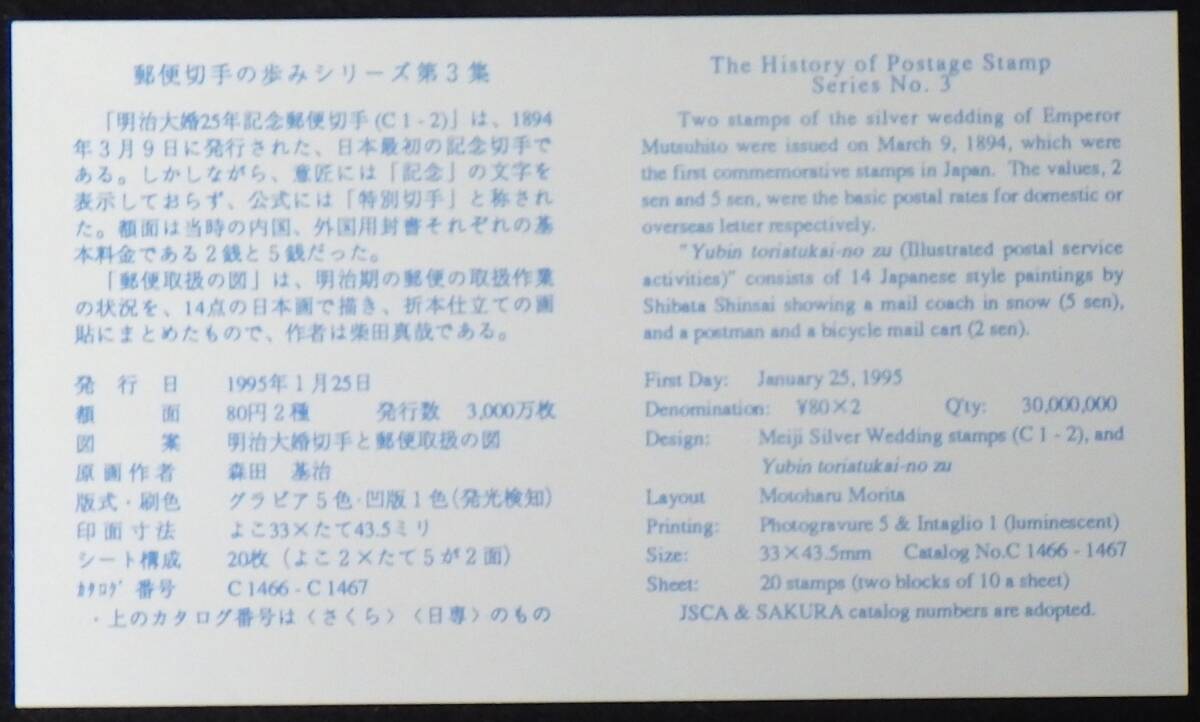 郵便切手の歩みシリーズ第3集
「明治大婚25年記念郵便切手(C1-2)」は、1894
年3月9日に発行された、日本最初の記念切手で
ある。しかしながら、意匠には「記念」の文字を
表示しておらず、公式には「特別切手」と称され
た。額面は当時の内国、外国用封書それぞれの基
本料金である2銭と5銭だった。
「郵便取扱の図」は、明治期の郵便の取扱作業
の状況を、14点の日本画で描き、折本仕立ての画
貼にまとめたもので、作者は柴田真哉である。
発行日 1995年1月25日
額面 80円2種 発行数 3,000万枚
図案 明治大婚切手と郵便取扱の図
原画作者 森田 基治
版式・刷色 グラビア5色・凹版1色(発光検知)
印面寸法 よこ33×たて43.5ミリ
シート構成 20枚(よこ2×たて5が2面)
ｶﾀﾛｸﾞ番号 C1466-C1467
・上のカタログ番号は〈さくら〉〈日専〉のもの
The History of Postage Stamp
Series No. 3
Two stamps of the silver wedding of Emperor
Mutsuhito were issued on March 9, 1894, which were
the first commemorative stamps in Japan. The values, 2
sen and 5 sen, were the basic postal rates for domestic or
overseas letter respectively.
"Yubin toriatukai-no zu (Illustrated postal service
activities)" consists of 14 Japanese style paintings by
Shibata Shinsai showing a mail coach in snow (5 sen),
and a postman and a bicycle mail cart (2 sen).
First Day: January 25, 1995
Denomination: ¥80×2 Q'ty: 30,000,000
Design: Meiji Silver Wedding stamps (C 1 - 2), and
Yubin toriatukai-no zu
Layout Motoharu Morita
Printing: Photogravure 5 & Intaglio 1 (luminescent)
Size: 33×43.5mm Catalog No.C 1466 - 1467
Sheet: 20 stamps (two blocks of 10 a sheet)
JSCA & SAKURA catalog numbers are adopted.